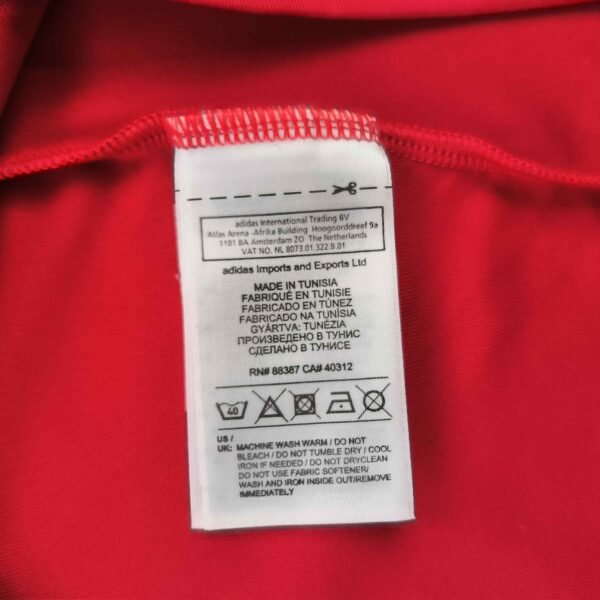 adidas International Trading BV
Atlas Arena -Afrika Building Hoogoorddreef 9a
1101 BA Amsterdam ZO The Netherlands
VAT NO. NL 8073.01.322.B.01
adidas Imports and Exports Ltd
MADE IN TUNISIA
FABRIQUÉ EN TUNISIE
FABRICADO EN TÚNEZ
FABRICADO NA TUNÍSIA
GYÁRTVA: TUNÉZIA
ПРОИЗВЕДЕНО В ТУНИС
СДЕЛАНО В ТУНИСЕ
RN# 88387 CA# 40312
40
US /
UK: MACHINE WASH WARM / DO NOT
BLEACH / DO NOT TUMBLE DRY / COOL
IRON IF NEEDED / DO NOT DRYCLEAN
DO NOT USE FABRIC SOFTENER/
WASH AND IRON INSIDE OUT/REMOVE
IMMEDIATELY